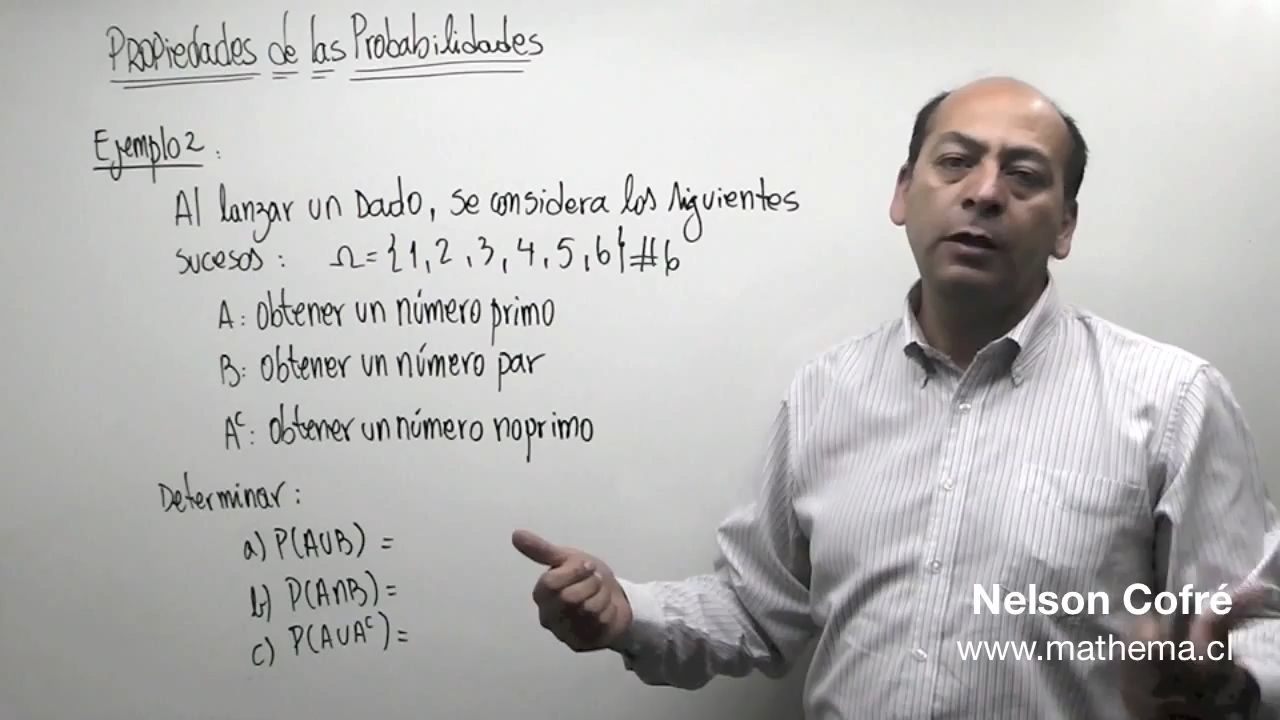 Propiedades de las Probabilidades
Ejemplo 2:
Al lanzar un Dado, se considera los siguientes
sucesos: Ω={1,2,3,4,5,6}#6
A: obtener un número primo
B: obtener un número par
Aᶜ: obtener un número no primo
Determinar:
a) P(A∪B) =
b) P(A∩B) =
c) P(A∪Aᶜ) =
Nelson Cofré
www.mathema.cl